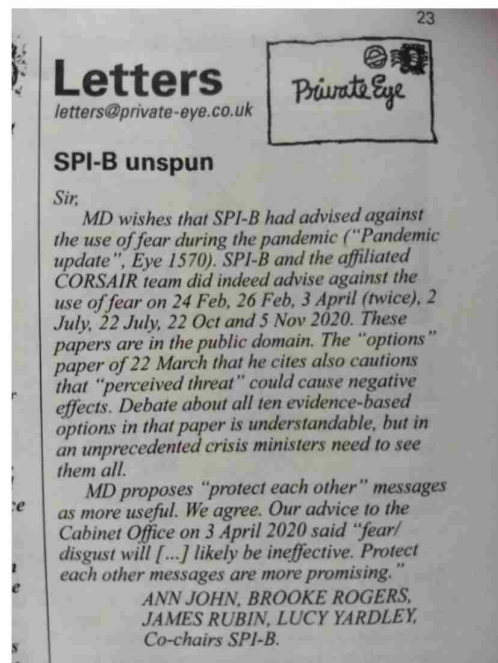 23
Letters
letters@private-eye.co.uk
Private Eye
SPI-B unspun
Sir,
MD wishes that SPI-B had advised against
the use of fear during the pandemic ("Pandemic
update", Eye 1570). SPI-B and the affiliated
CORSAIR team did indeed advise against the
use of fear on 24 Feb, 26 Feb, 3 April (twice), 2
July, 22 July, 22 Oct and 5 Nov 2020. These
papers are in the public domain. The "options"
paper of 22 March that he cites also cautions
that "perceived threat" could cause negative
effects. Debate about all ten evidence-based
options in that paper is understandable, but in
an unprecedented crisis ministers need to see
them all.
MD proposes "protect each other" messages
as more useful. We agree. Our advice to the
Cabinet Office on 3 April 2020 said "fear/
disgust will [...] likely be ineffective. Protect
each other messages are more promising."
ANN JOHN, BROOKE ROGERS,
JAMES RUBIN, LUCY YARDLEY,
Co-chairs SPI-B.